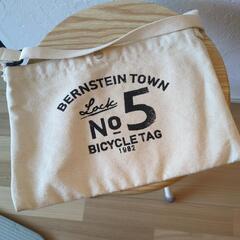 BERNSTEIN TOWN
Lock
No 5
BICYCLE TAG
1982